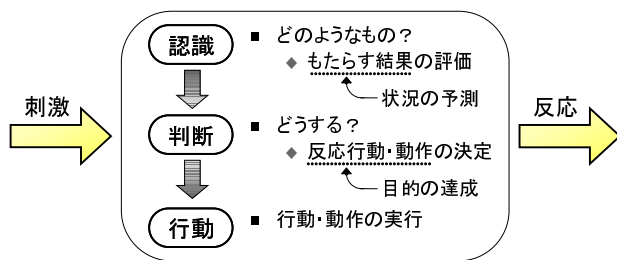 認識
■ どのようなもの？
◆ もたらす結果の評価
状況の予測
刺激
判断
■ どうする？
◆ 反応行動・動作の決定
目的の達成
反応
行動
■ 行動・動作の実行